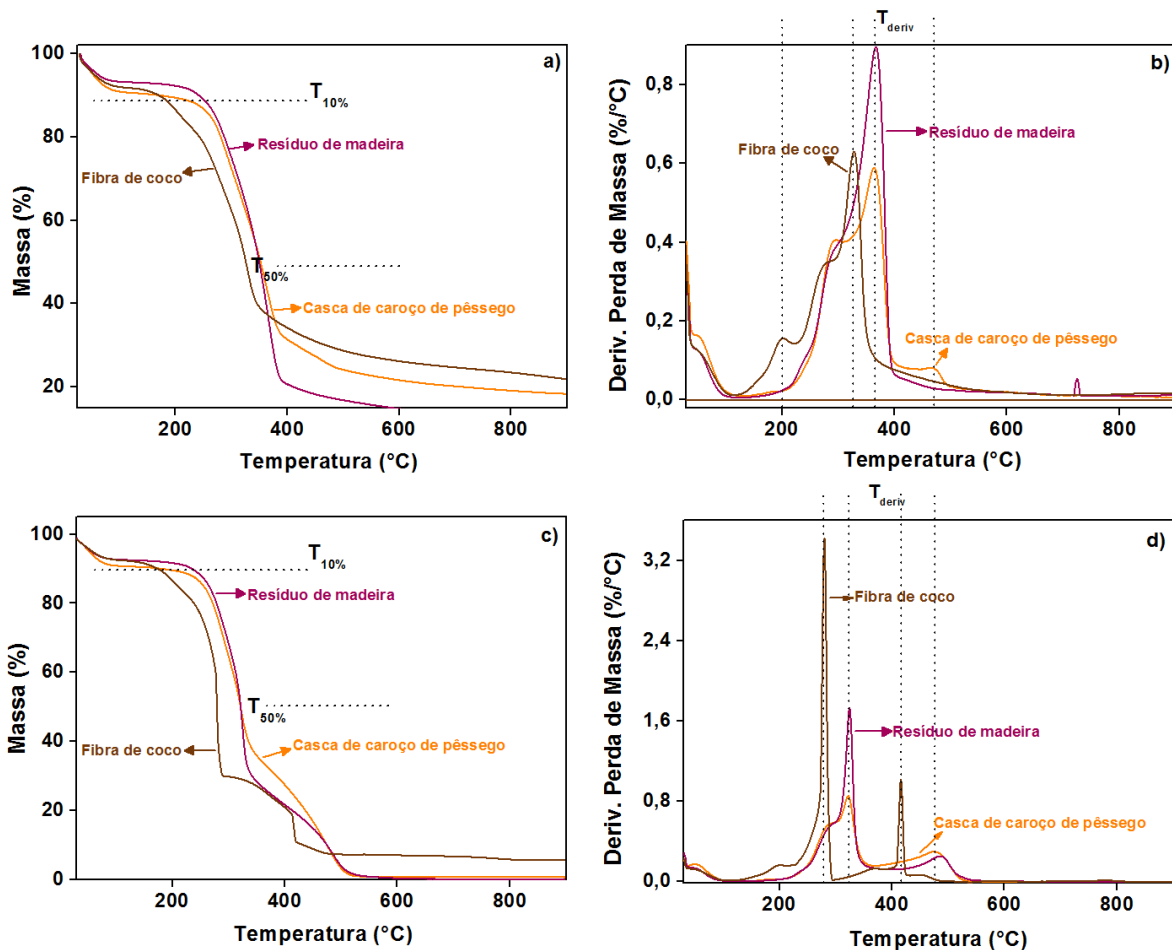 a)
T10%
Resíduo de madeira
Fibra de coco
T50%
Casca de caroço de pêssego
Massa (%)
100
80
60
40
20
200 400 600 800
Temperatura (°C)
Tderiv
b)
Resíduo de madeira
Fibra de coco
Casca de caroço de pêssego
Deriv. Perda de Massa (%/°C)
0,8
0,6
0,4
0,2
0,0
200 400 600 800
Temperatura (°C)
c)
T10%
Resíduo de madeira
T50%
Fibra de coco
Casca de caroço de pêssego
Massa (%)
100
80
60
40
20
0
200 400 600 800
Temperatura (°C)
Tderiv
d)
Fibra de coco
Resíduo de madeira
Casca de caroço de pêssego
Deriv. Perda de Massa (%/°C)
3,2
2,4
1,6
0,8
0,0
200 400 600 800
Temperatura (°C)